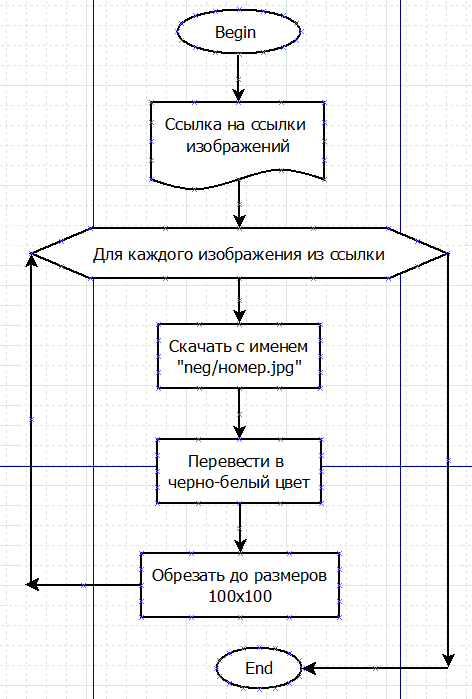 Begin
Ссылка на ссылки
изображений
Для каждого изображения из ссылки
Скачать с именем
"neg/номер.jpg"
Перевести в
черно-белый цвет
Обрезать до размеров
100x100
End